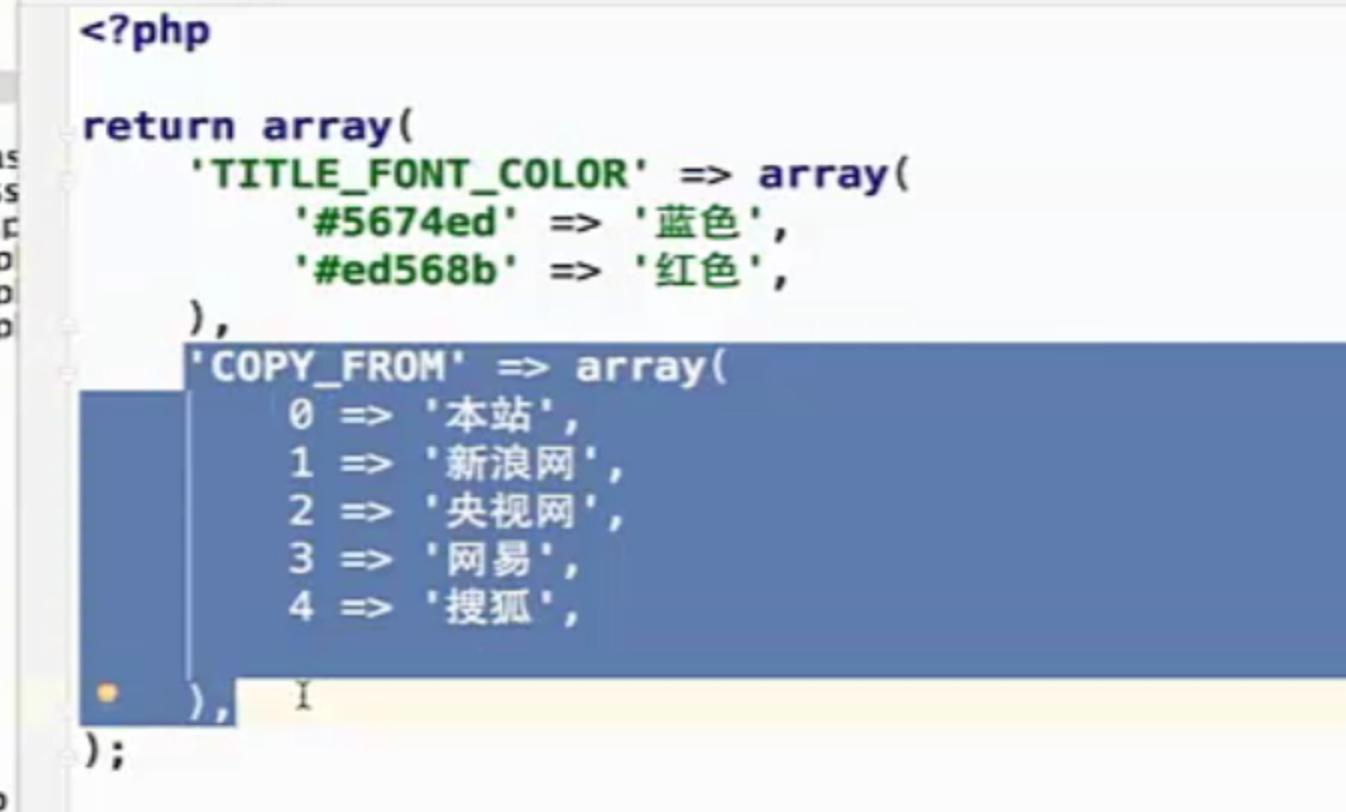 <?php
return array(
'TITLE_FONT_COLOR' => array(
'#5674ed' => '蓝色',
'#ed568b' => '红色',
),
'COPY_FROM' => array(
0 => '本站',
1 => '新浪网',
2 => '央视网',
3 => '网易',
4 => '搜狐',
),
);